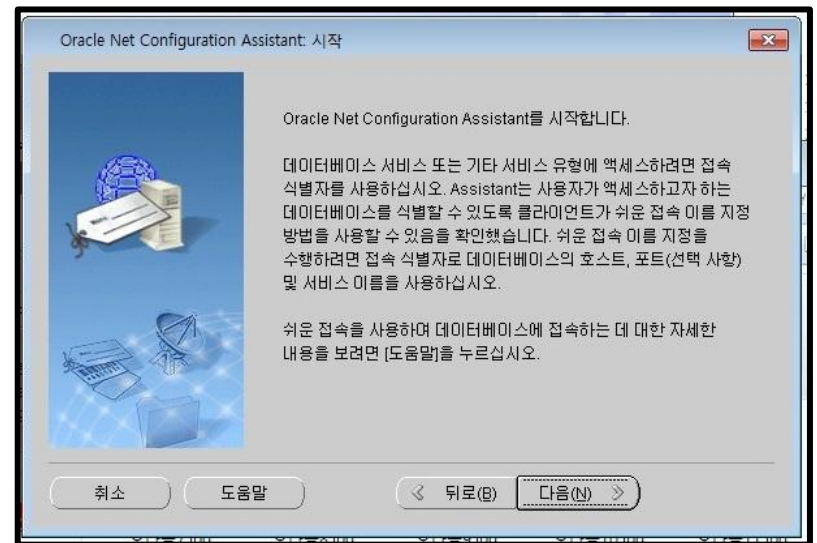 Oracle Net Configuration Assistant: 시작
Oracle Net Configuration Assistant를 시작합니다.
데이터베이스 서비스 또는 기타 서비스 유형에 액세스하려면 접속
식별자를 사용하십시오. Assistant는 사용자가 액세스하고자 하는
데이터베이스를 식별할 수 있도록 클라이언트가 쉬운 접속 이름 지정
방법을 사용할 수 있음을 확인했습니다. 쉬운 접속 이름 지정을
수행하려면 접속 식별자로 데이터베이스의 호스트, 포트(선택 사항)
및 서비스 이름을 사용하십시오.
쉬운 접속을 사용하여 데이터베이스에 접속하는 데 대한 자세한
내용을 보려면 [도움말]을 누르십시오.
취소 도움말 뒤로(B) 다음(N)